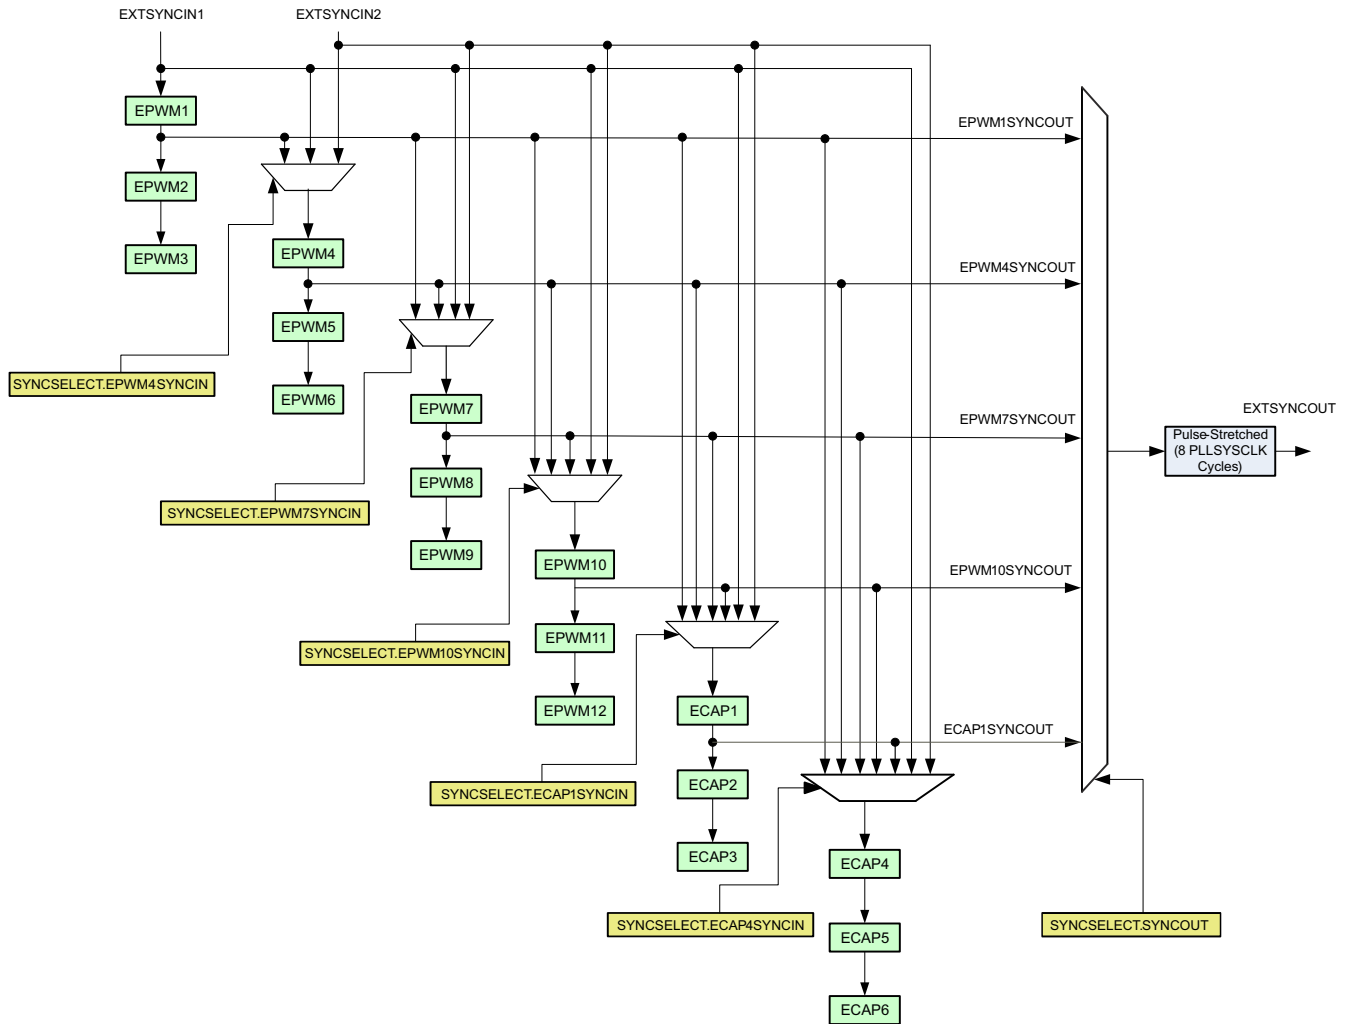 EXTSYNCIN1
EXTSYNCIN2
EPWM1
EPWM1SYNCOUT
EPWM2
EPWM3
EPWM4
EPWM4SYNCOUT
EPWM5
SYNCSELECT.EPWM4SYNCIN
EPWM6
EPWM7
EPWM7SYNCOUT
EXTSYNCOUT
Pulse-Stretched
(8 PLLSYSCLK
Cycles)
EPWM8
SYNCSELECT.EPWM7SYNCIN
EPWM9
EPWM10
EPWM10SYNCOUT
EPWM11
SYNCSELECT.EPWM10SYNCIN
EPWM12
ECAP1
ECAP1SYNCOUT
ECAP2
SYNCSELECT.ECAP1SYNCIN
ECAP3
ECAP4
SYNCSELECT.ECAP4SYNCIN
SYNCSELECT.SYNCOUT
ECAP5
ECAP6